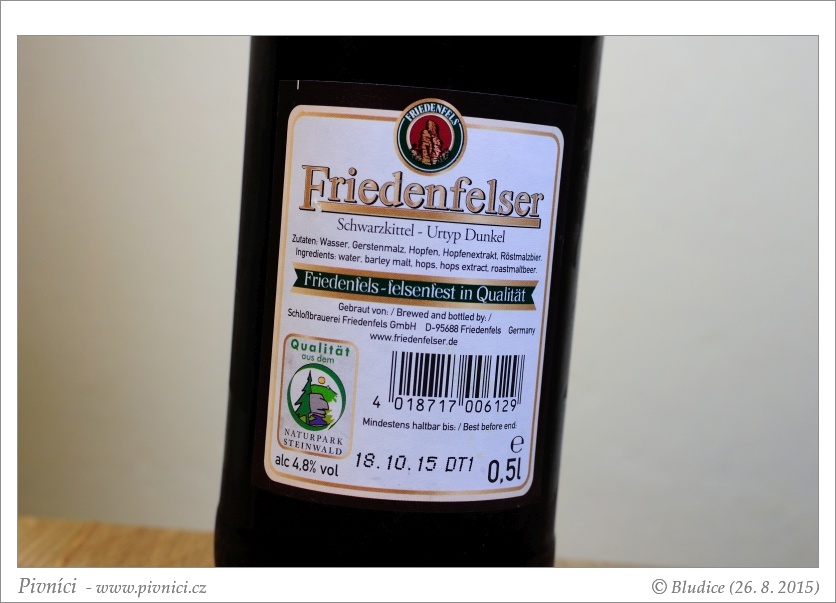 FRIEDENFELS
Friedenfelser
Schwarzkittel - Urtyp Dunkel
Zutaten: Wasser, Gerstenmalz, Hopfen, Hopfenextrakt, Röstmalzbier.
Ingredients: water, barley malt, hops, hops extract, roastmaltbeer.
Friedenfels - felsenfest in Qualität
Gebraut von: / Brewed and bottled by: /
Schloßbrauerei Friedenfels GmbH D-95688 Friedenfels Germany
www.friedenfelser.de
Qualität
aus dem
NATURPARK
STEINWALD
alc 4,8% vol
4 018717 006129
Mindestens haltbar bis: / Best before end:
18.10.15 DT1
e
0,5l
Pivníci - www.pivnici.cz
© Bludice (26. 8. 2015)